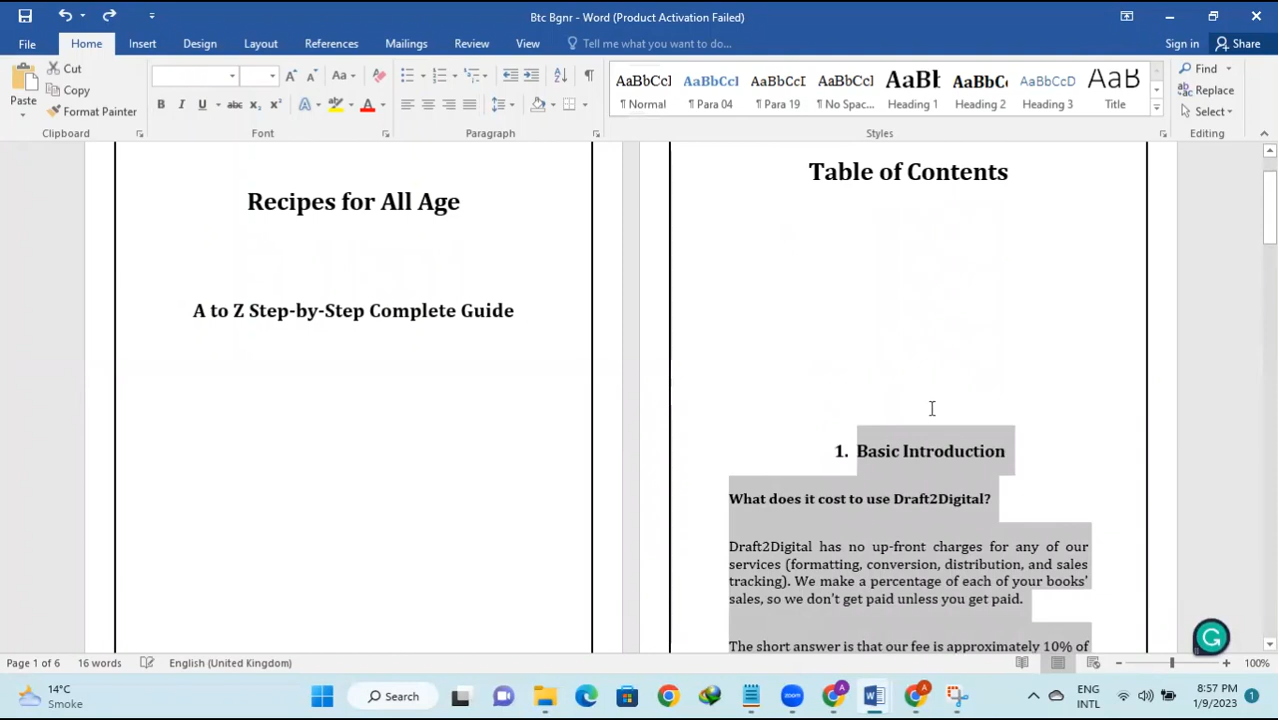 Btc Bgnr - Word (Product Activation Failed)
File Home Insert Design Layout References Mailings Review View Tell me what you want to do... Sign in Share
Paste
Cut
Copy
Format Painter
Aa
B I U abc X₂ X² A A
AaBbCcI AaBbCcI AaBbCcI AaBbCcI AaBl AaBbC AaBbCcD AaB
¶ Normal ¶ Para 04 ¶ Para 19 ¶ No Spac... Heading 1 Heading 2 Heading 3 Title
Find
Replace
Select
Clipboard Font Paragraph Styles Editing
Recipes for All Age
A to Z Step-by-Step Complete Guide
Table of Contents
1. Basic Introduction
What does it cost to use Draft2Digital?
Draft2Digital has no up-front charges for any of our
services (formatting, conversion, distribution, and sales
tracking). We make a percentage of each of your books’
sales, so we don't get paid unless you get paid.
The short answer is that our fee is approximately 10% of
Page 1 of 6 16 words English (United Kingdom) 100%
14°C
Smoke
Search
zoom
ENG
INTL
8:57 PM
1/9/2023
1